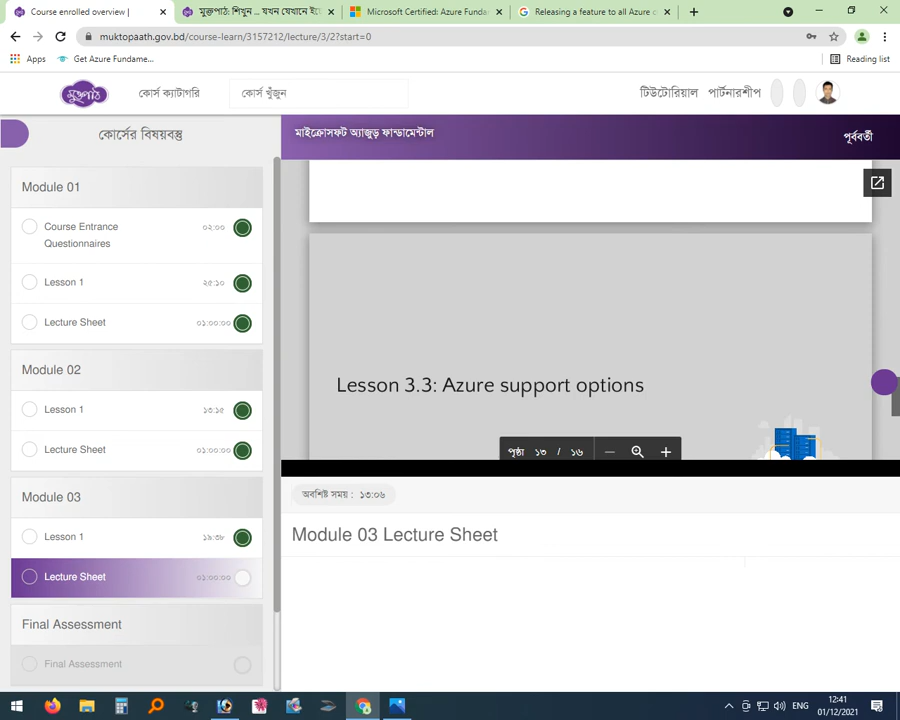 Course enrolled overview |
মুক্তপাঠ: শিখুন ... যখন যেখানে ইচ্ছে
Microsoft Certified: Azure Funda
Releasing a feature to all Azure c
muktopaath.gov.bd/course-learn/3157212/lecture/3/2?start=0
Apps
Get Azure Fundame...
Reading list
মুক্তপাঠ
কোর্স ক্যাটাগরি
কোর্স খুঁজুন
টিউটোরিয়াল
পার্টনারশীপ
কোর্সের বিষয়বস্তু
মাইক্রোসফট অ্যাজুড় ফান্ডামেন্টাল
পূর্ববর্তী
Module 01
Course Entrance
Questionnaires
০২:০০
Lesson 1
২৫:১০
Lecture Sheet
০১:০০:০০
Module 02
Lesson 1
১৩:১৫
Lecture Sheet
০১:০০:০০
Module 03
Lesson 1
১৯:৩৮
Lecture Sheet
০১:০০:০০
Final Assessment
Final Assessment
Lesson 3.3: Azure support options
পৃষ্ঠা ১৩ / ১৬
অবশিষ্ট সময় : ১৩:০৬
Module 03 Lecture Sheet
ENG
12:41
01/12/2021